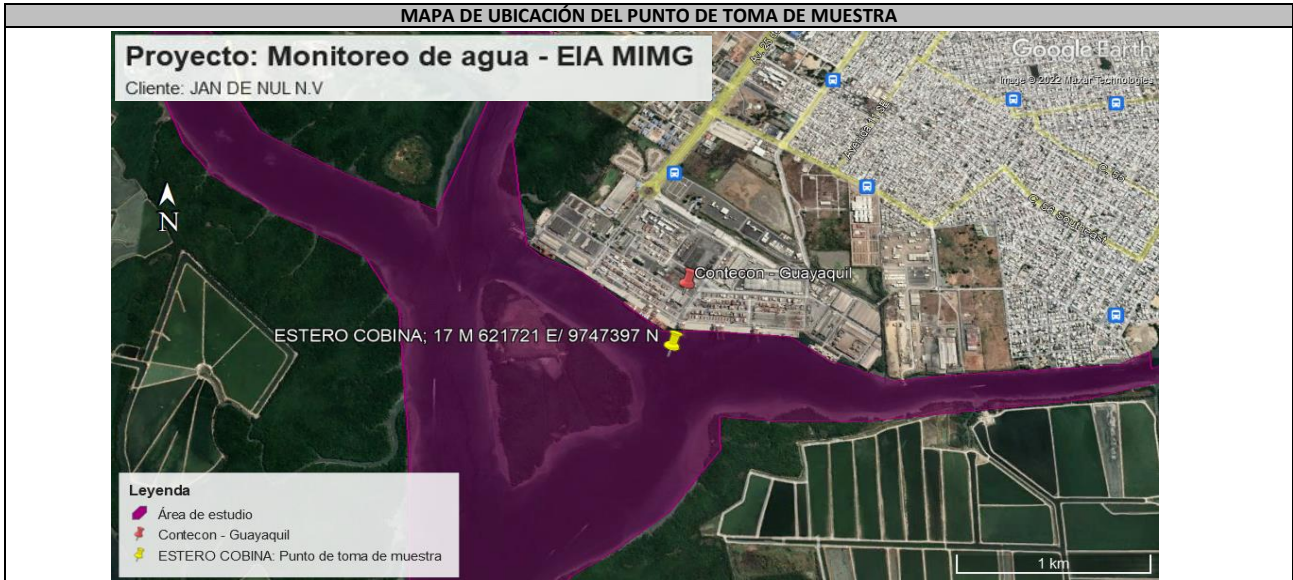 MAPA DE UBICACIÓN DEL PUNTO DE TOMA DE MUESTRA
Proyecto: Monitoreo de agua - EIA MIMG
Cliente: JAN DE NUL N.V
Google Earth
Image © 2022 Maxar Technologies
N
Contecon - Guayaquil
ESTERO COBINA; 17 M 621721 E/ 9747397 N
Leyenda
Área de estudio
Contecon - Guayaquil
ESTERO COBINA: Punto de toma de muestra
1 km